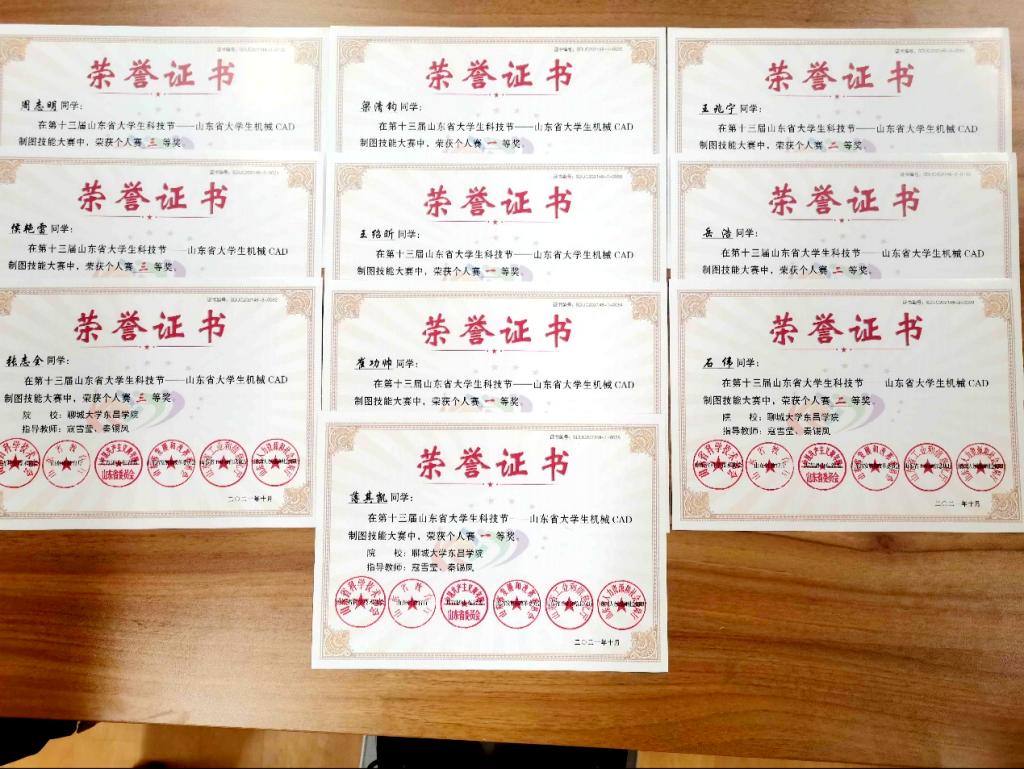 荣誉证书
周志明同学：
在第十三届山东省大学生科技节——山东省大学生机械CAD
制图技能大赛中，荣获个人赛三等奖。
荣誉证书
梁清钧同学：
在第十三届山东省大学生科技节——山东省大学生机械CAD
制图技能大赛中，荣获个人赛一等奖。
荣誉证书
王兆宁同学：
在第十三届山东省大学生科技节——山东省大学生机械CAD
制图技能大赛中，荣获个人赛二等奖。
荣誉证书
侯艳雪同学：
在第十三届山东省大学生科技节——山东省大学生机械CAD
制图技能大赛中，荣获个人赛三等奖。
荣誉证书
王绍昕同学：
在第十三届山东省大学生科技节——山东省大学生机械CAD
制图技能大赛中，荣获个人赛一等奖。
荣誉证书
岳浩同学：
在第十三届山东省大学生科技节——山东省大学生机械CAD
制图技能大赛中，荣获个人赛二等奖。
荣誉证书
张志全同学：
在第十三届山东省大学生科技节——山东省大学生机械CAD
制图技能大赛中，荣获个人赛三等奖。
院 校：聊城大学东昌学院
指导教师：寇雪莹、秦锡凤
二〇二一年十月
荣誉证书
崔功帅同学：
在第十三届山东省大学生科技节——山东省大学生机械CAD
制图技能大赛中，荣获个人赛一等奖。
荣誉证书
石伟同学：
在第十三届山东省大学生科技节——山东省大学生机械CAD
制图技能大赛中，荣获个人赛二等奖。
院 校：聊城大学东昌学院
指导教师：寇雪莹、秦锡凤
二〇二一年十月
荣誉证书
薄其凯同学：
在第十三届山东省大学生科技节——山东省大学生机械CAD
制图技能大赛中，荣获个人赛一等奖。
院 校：聊城大学东昌学院
指导教师：寇雪莹、秦锡凤
二〇二一年十月